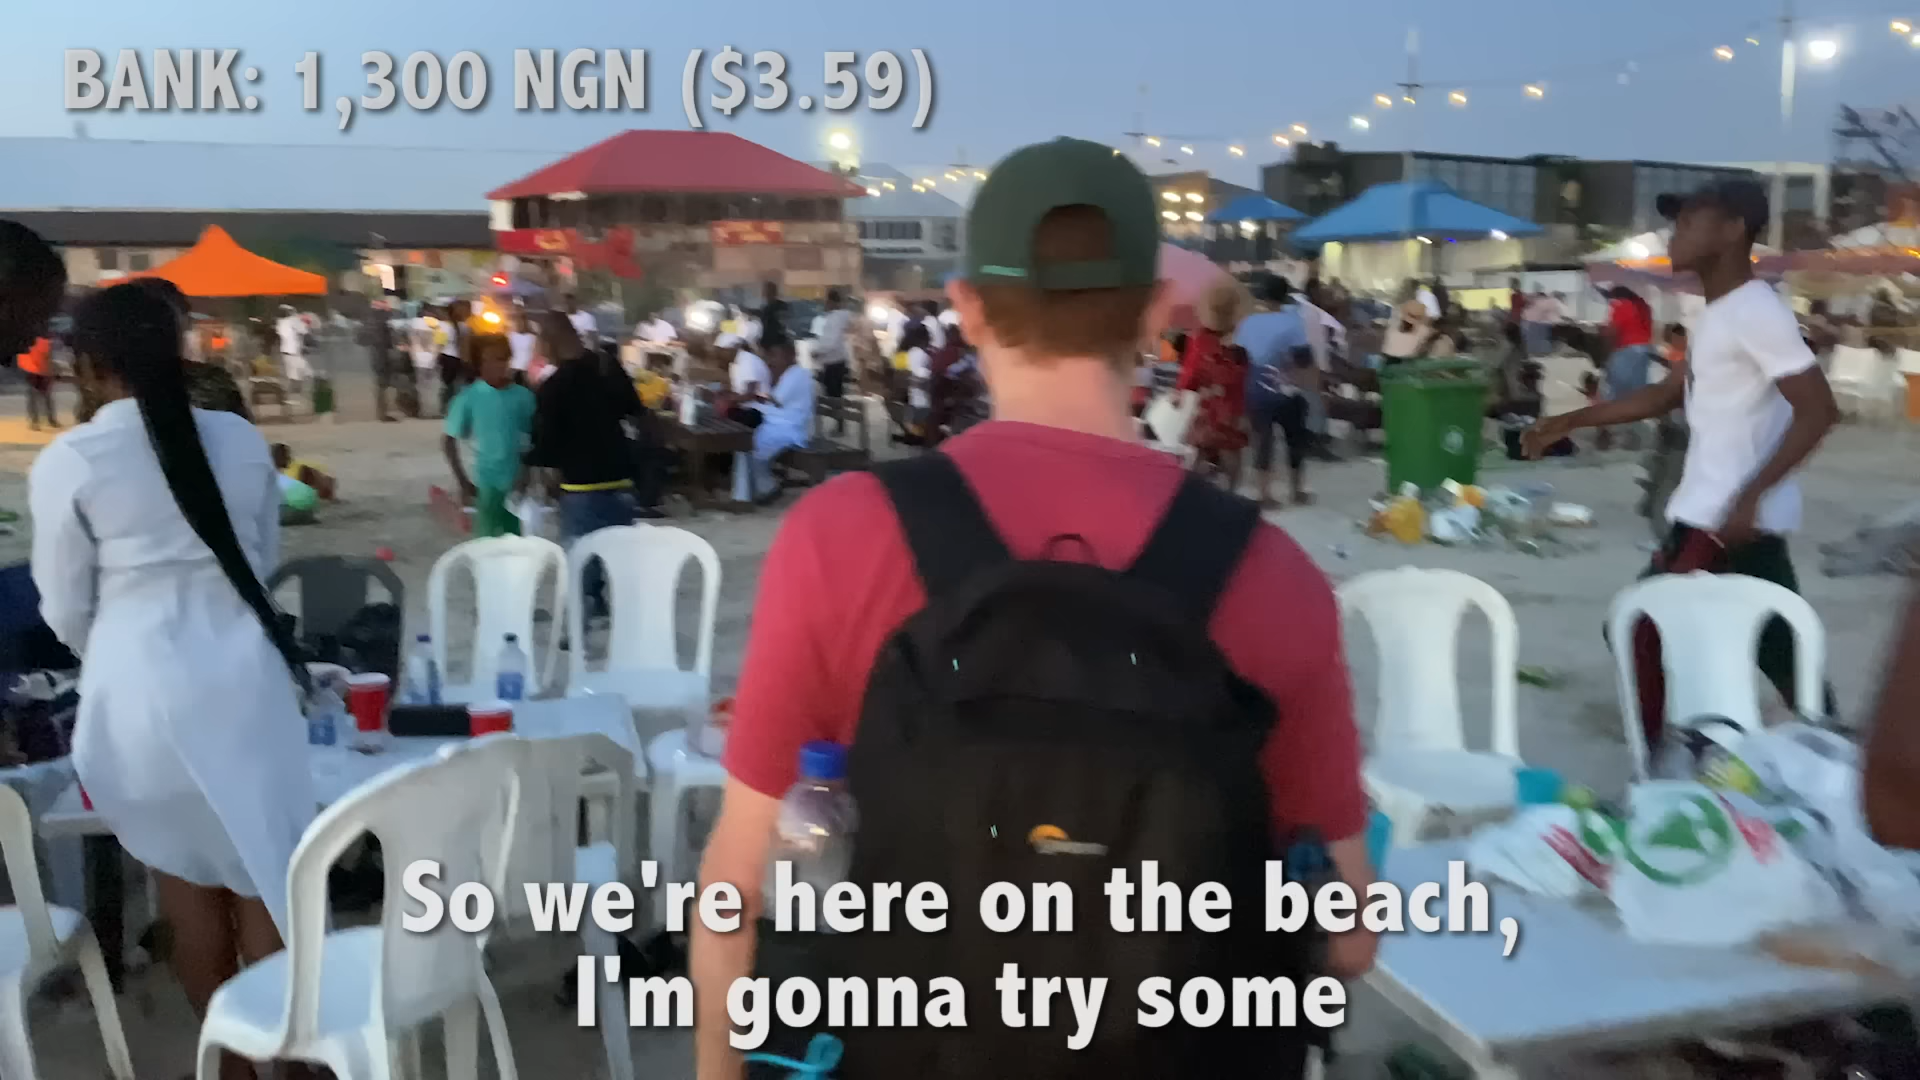 BANK: 1,300 NGN ($3.59)
So we're here on the beach,
I'm gonna try some